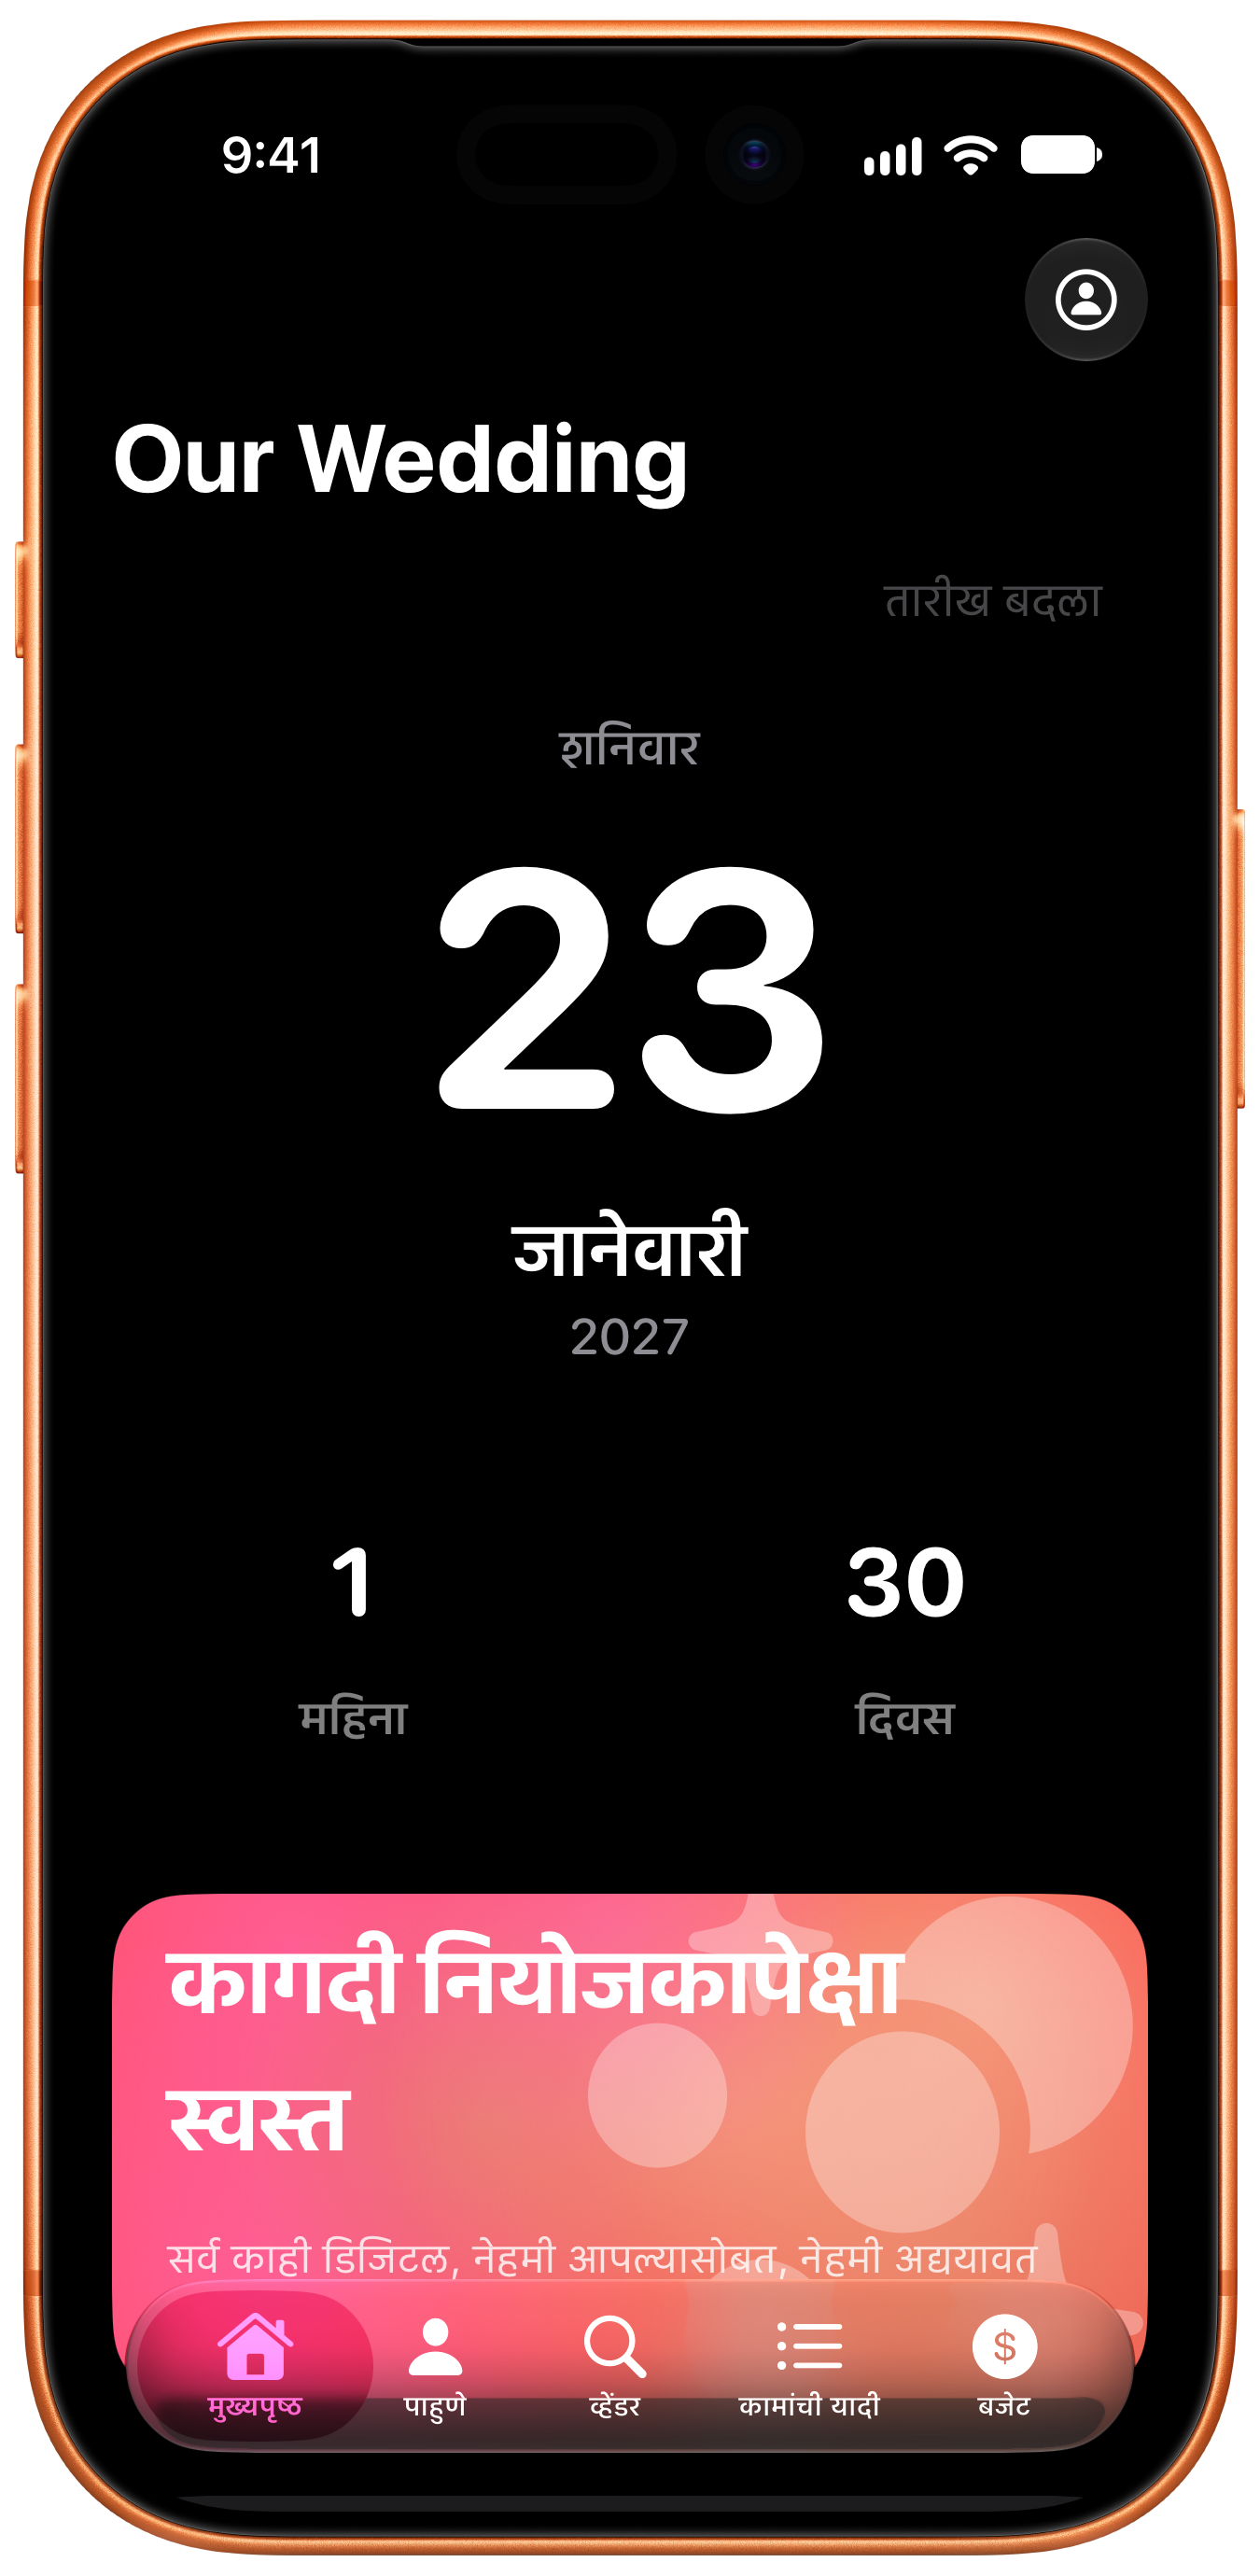 9:41
Our Wedding
तारीख बदला
शनिवार
23
जानेवारी
2027
1
30
महिना
दिवस
कागदी नियोजकापेक्षा
स्वस्त
सर्व काही डिजिटल, नेहमी आपल्यासोबत, नेहमी अद्ययावत
मुख्यपृष्ठ
पाहुणे
व्हेंडर
कामांची यादी
$
बजेट